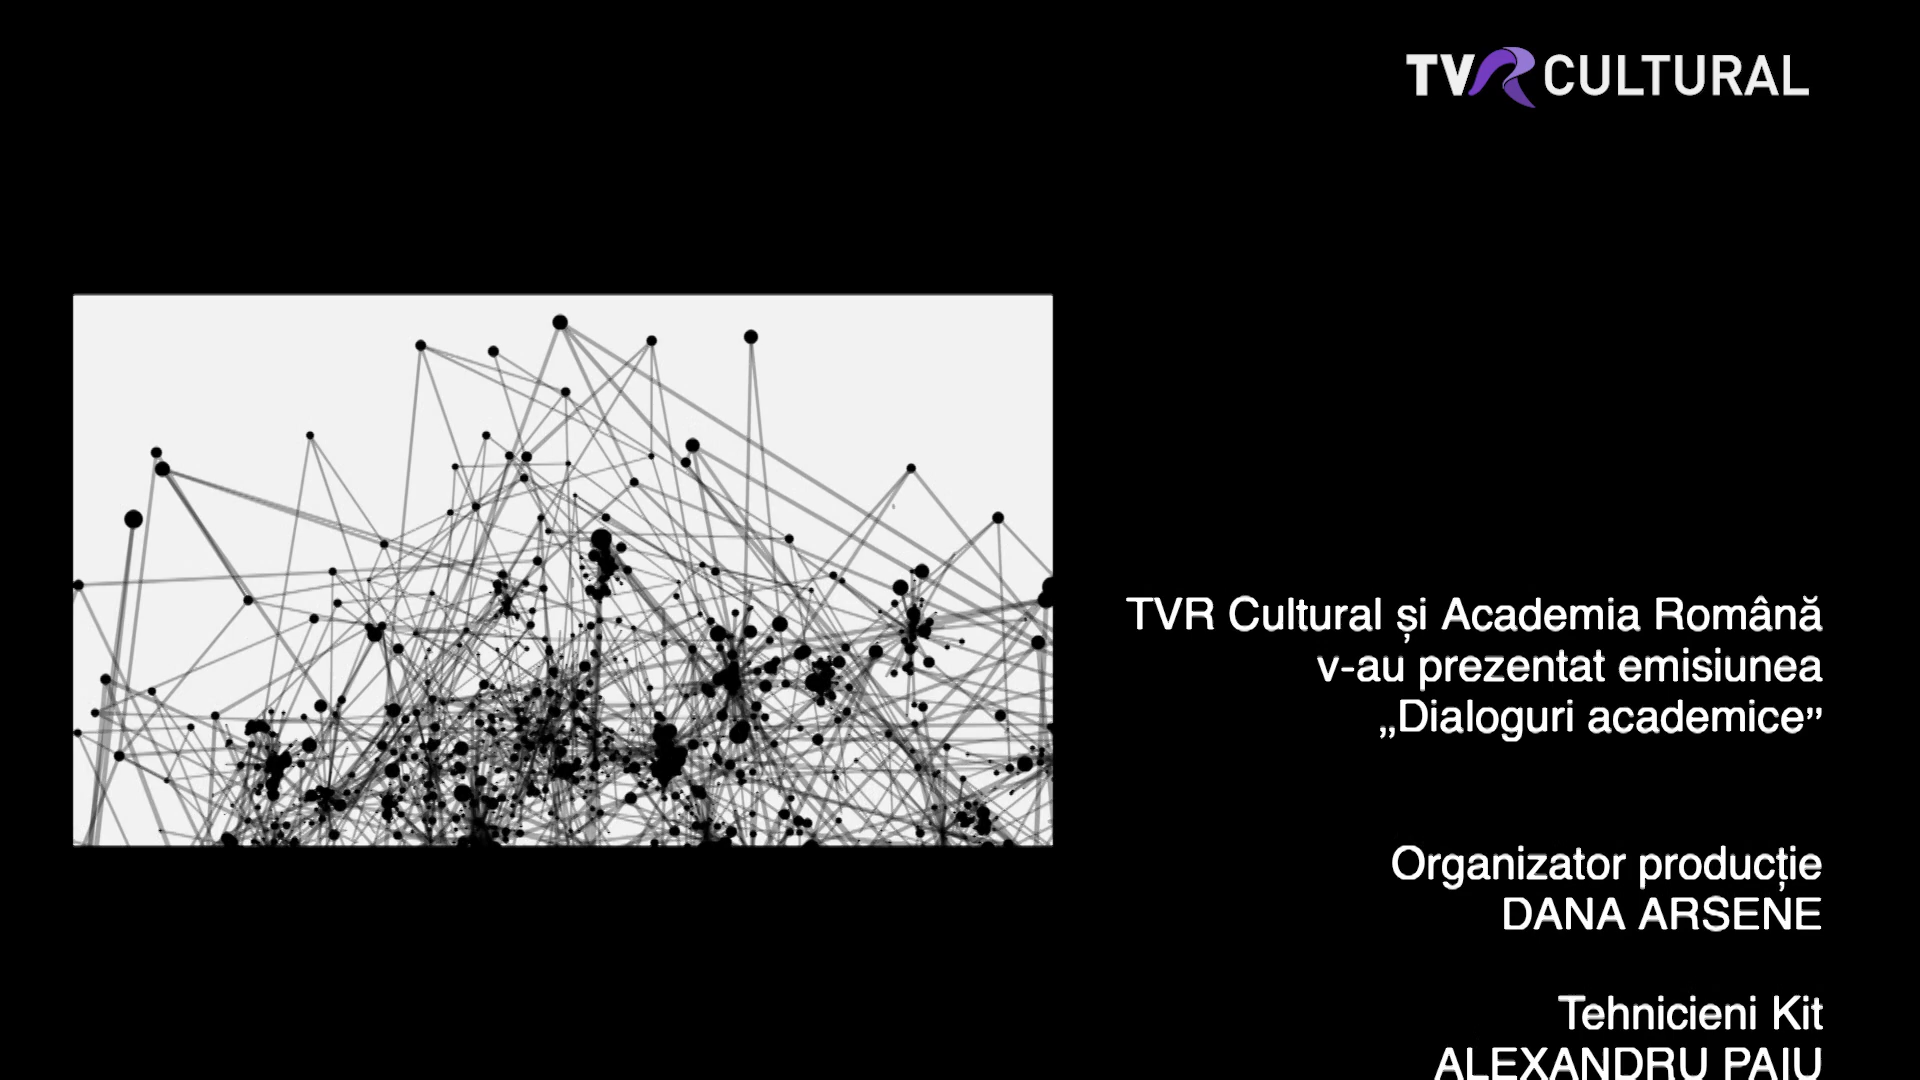 TVR CULTURAL
TVR Cultural și Academia Română
v-au prezentat emisiunea
„Dialoguri academice”
Organizator producție
DANA ARSENE
Tehnicieni Kit
ALEXANDRU PAIU